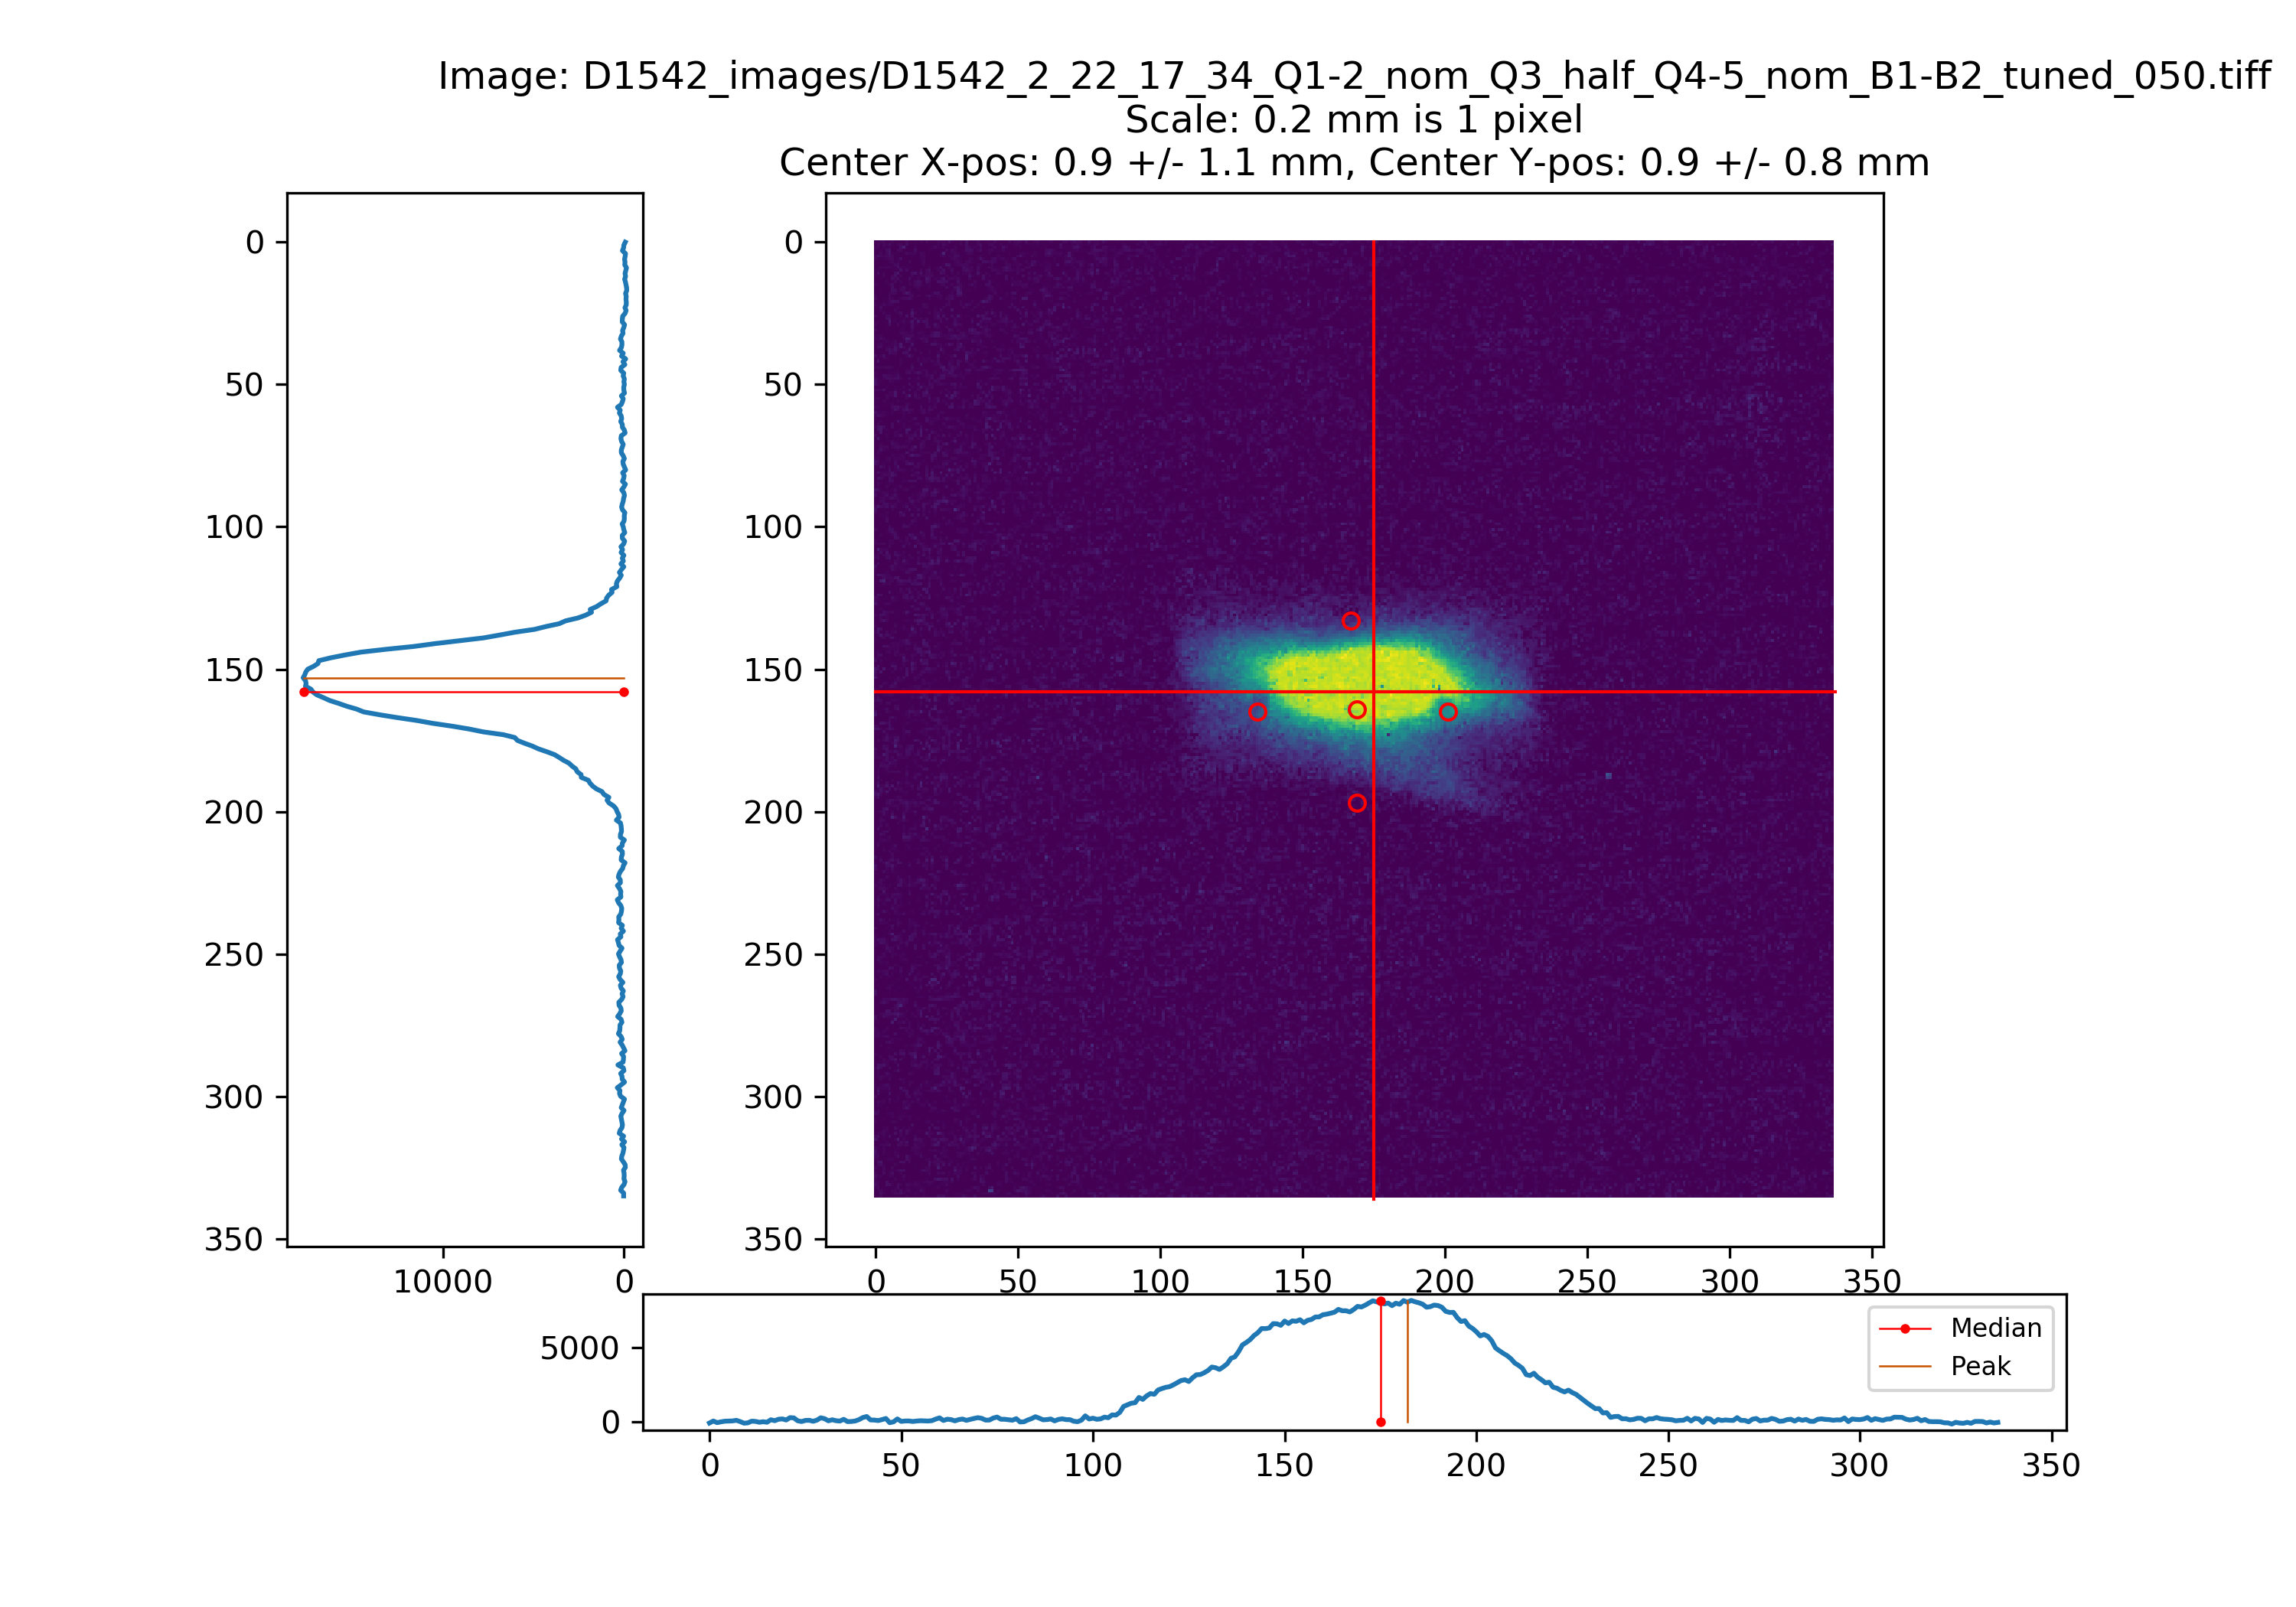 Image: D1542_images/D1542_2_22_17_34_Q1-2_nom_Q3_half_Q4-5_nom_B1-B2_tuned_050.tiff
Scale: 0.2 mm is 1 pixel
Center X-pos: 0.9 +/- 1.1 mm, Center Y-pos: 0.9 +/- 0.8 mm
0
50
100
150
200
250
300
350
10000 0
0
50
100
150
200
250
300
350
0 50 100 150 200 250 300 350
5000
0
0 50 100 150 200 250 300 350
Median
Peak